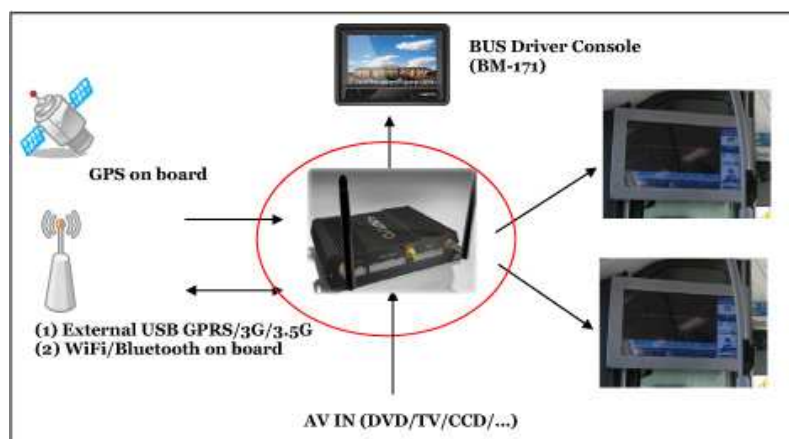 BUS Driver Console
(BM-171)
GPS on board
(1) External USB GPRS/3G/3.5G
(2) WiFi/Bluetooth on board
AV IN (DVD/TV/CCD/...)